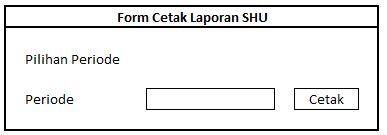 Form Cetak Laporan SHU
Pilihan Periode
Periode Cetak